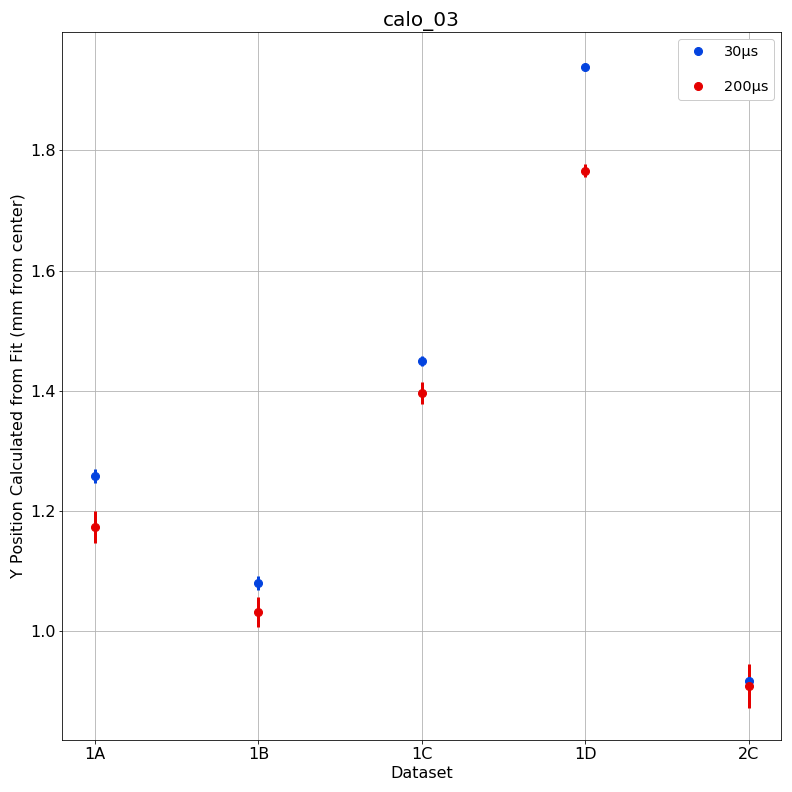 calo_03
30μs
200μs
Y Position Calculated from Fit (mm from center)
1.8
1.6
1.4
1.2
1.0
1A 1B 1C 1D 2C
Dataset